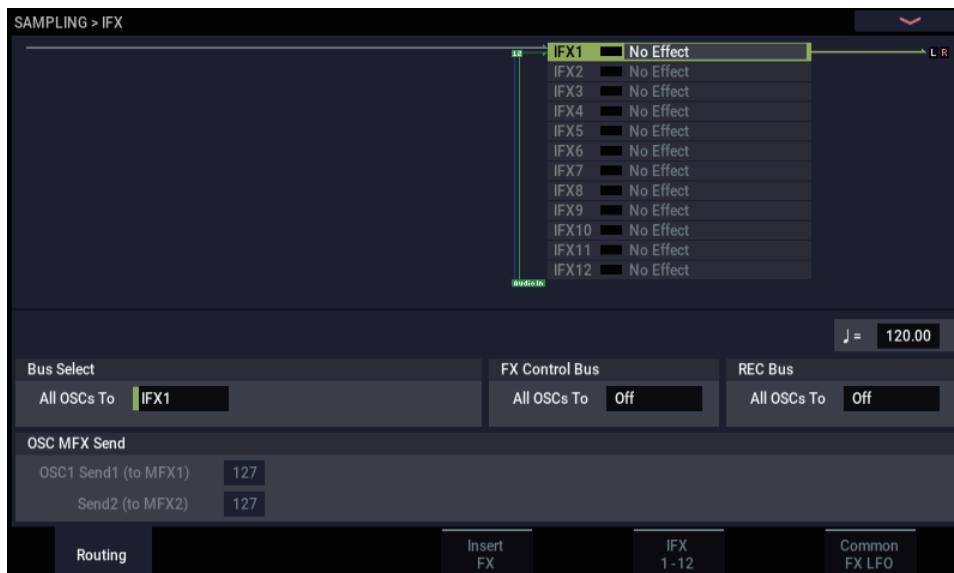 SAMPLING > IFX
12 IFX1 No Effect L R
IFX2 No Effect
IFX3 No Effect
IFX4 No Effect
IFX5 No Effect
IFX6 No Effect
IFX7 No Effect
IFX8 No Effect
IFX9 No Effect
IFX10 No Effect
IFX11 No Effect
IFX12 No Effect
Audio In
♩ = 120.00
Bus Select FX Control Bus REC Bus
All OSCs To IFX1 All OSCs To Off All OSCs To Off
OSC MFX Send
OSC1 Send1 (to MFX1) 127
Send2 (to MFX2) 127
Routing Insert FX IFX 1-12 Common FX LFO